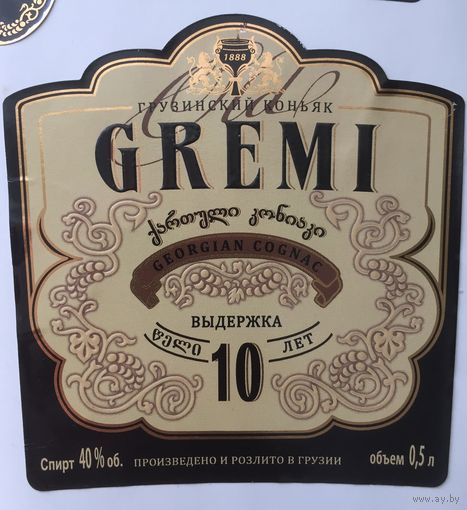 1888
Old
ГРУЗИНСКИЙ КОНЬЯК
GREMI
ქართული კონიაკი
GEORGIAN COGNAC
ВЫДЕРЖКА
წელი 10 ЛЕТ
Спирт 40 % об. ПРОИЗВЕДЕНО И РОЗЛИТО В ГРУЗИИ объем 0,5 л
www.ay.by